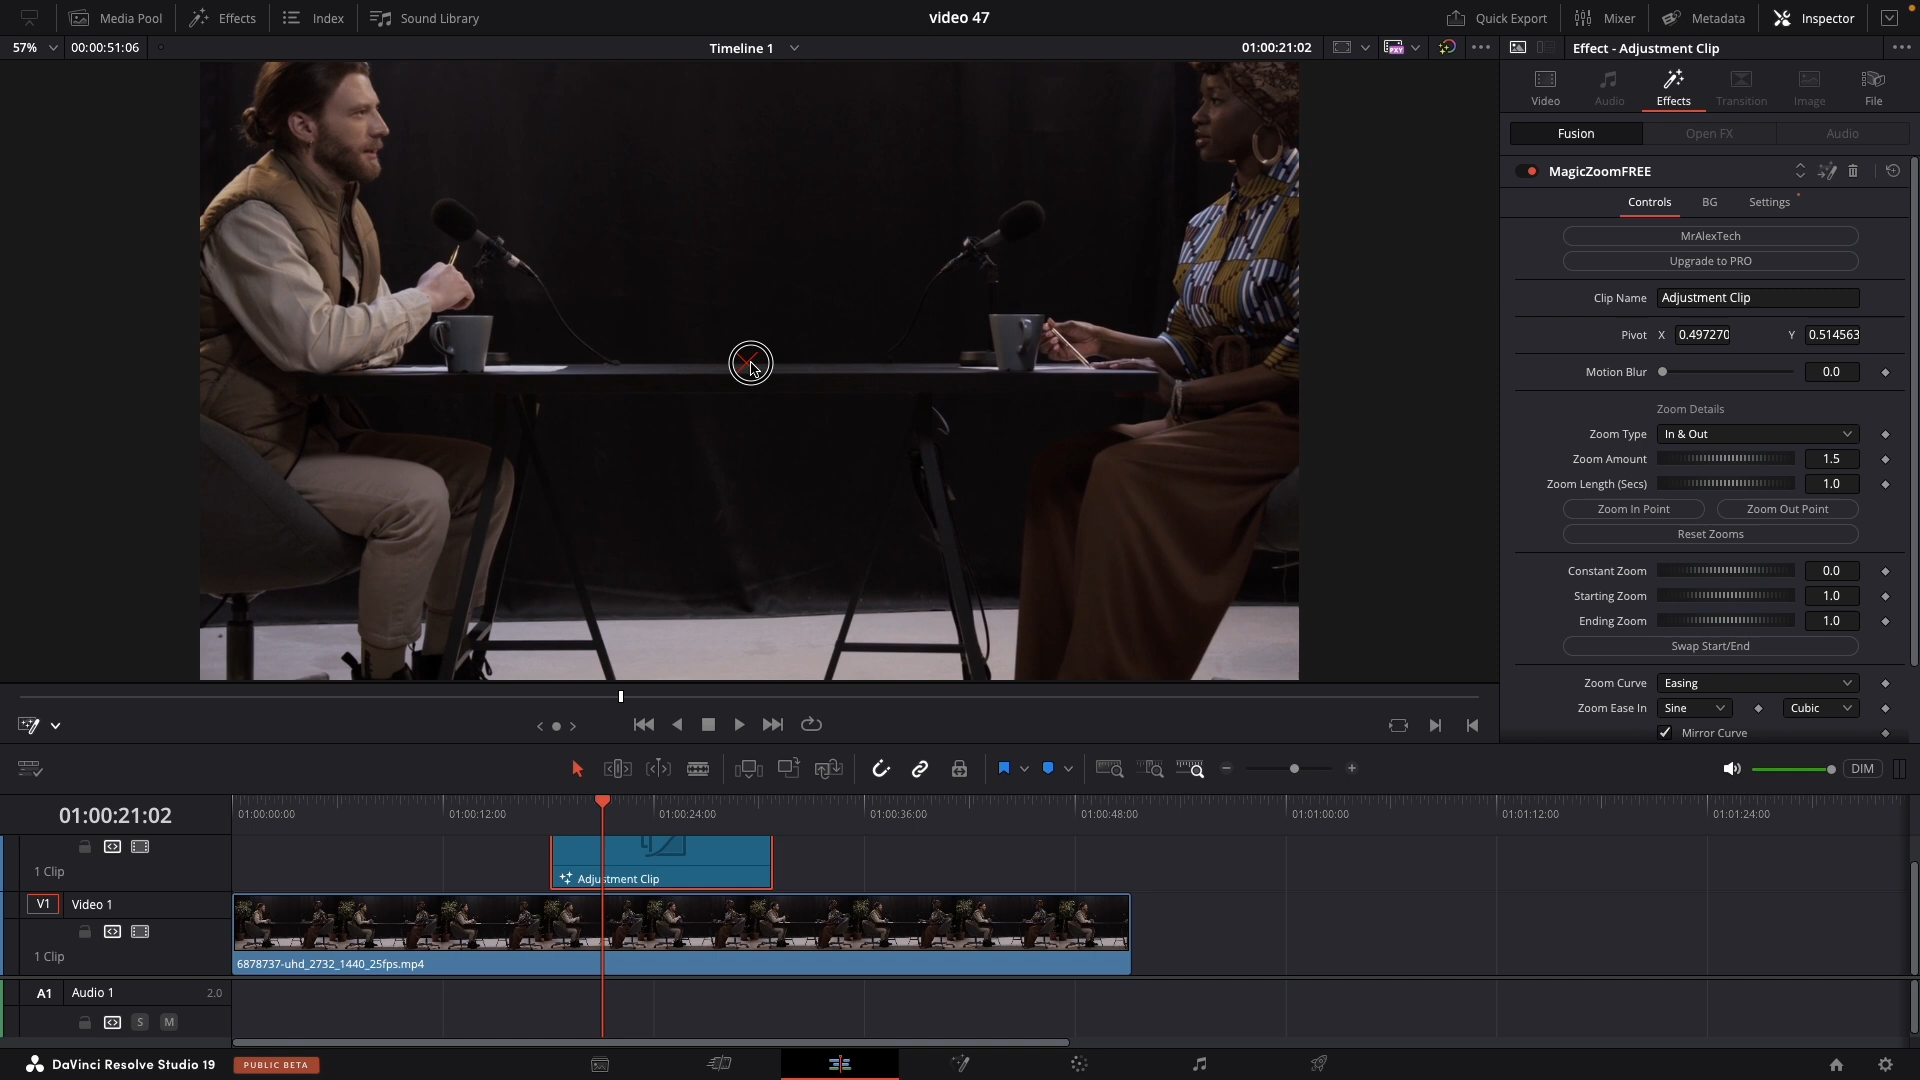 Media Pool Effects Index Sound Library video 47 Quick Export Mixer Metadata Inspector
57% 00:00:51:06 Timeline 1 01:00:21:02 Effect - Adjustment Clip
Video Audio Effects Transition Image File
Fusion Open FX Audio
MagicZoomFREE
Controls BG Settings
MrAlexTech
Upgrade to PRO
Clip Name Adjustment Clip
Pivot X 0.497270 Y 0.514563
Motion Blur 0.0
Zoom Details
Zoom Type In & Out
Zoom Amount 1.5
Zoom Length (Secs) 1.0
Zoom In Point Zoom Out Point
Reset Zooms
Constant Zoom 0.0
Starting Zoom 1.0
Ending Zoom 1.0
Swap Start/End
Zoom Curve Easing
Zoom Ease In Sine Cubic
Mirror Curve
DIM
01:00:21:02 01:00:00:00 01:00:12:00 01:00:24:00 01:00:36:00 01:00:48:00 01:01:00:00 01:01:12:00 01:01:24:00
1 Clip Adjustment Clip
V1 Video 1
1 Clip 6878737-uhd_2732_1440_25fps.mp4
A1 Audio 1 2.0
S M
DaVinci Resolve Studio 19 PUBLIC BETA